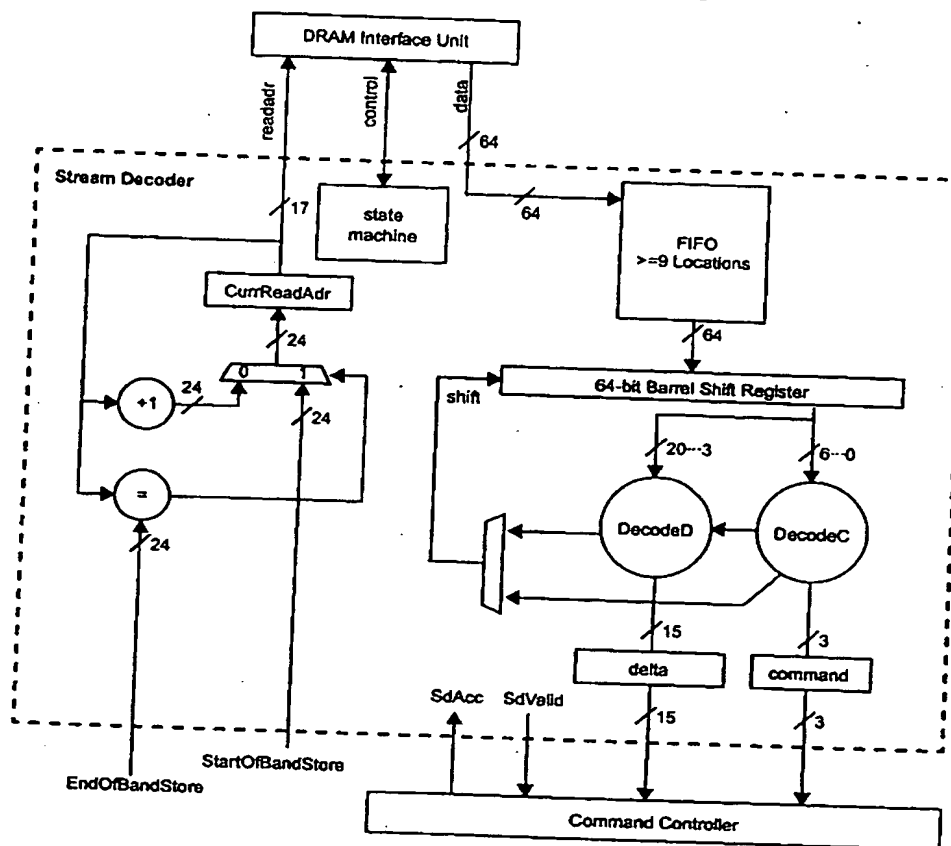 DRAM Interface Unit
readadr
control
data
64
Stream Decoder
17
state
machine
64
FIFO
>=9 Locations
CurrReadAdr
64
24
0 1
64-bit Barrel Shift Register
shift
24
+1
24
20---3
6---0
=
24
DecodeD
DecodeC
15
3
delta
command
SdAcc
SdValid
15
3
StartOfBandStore
EndOfBandStore
Command Controller